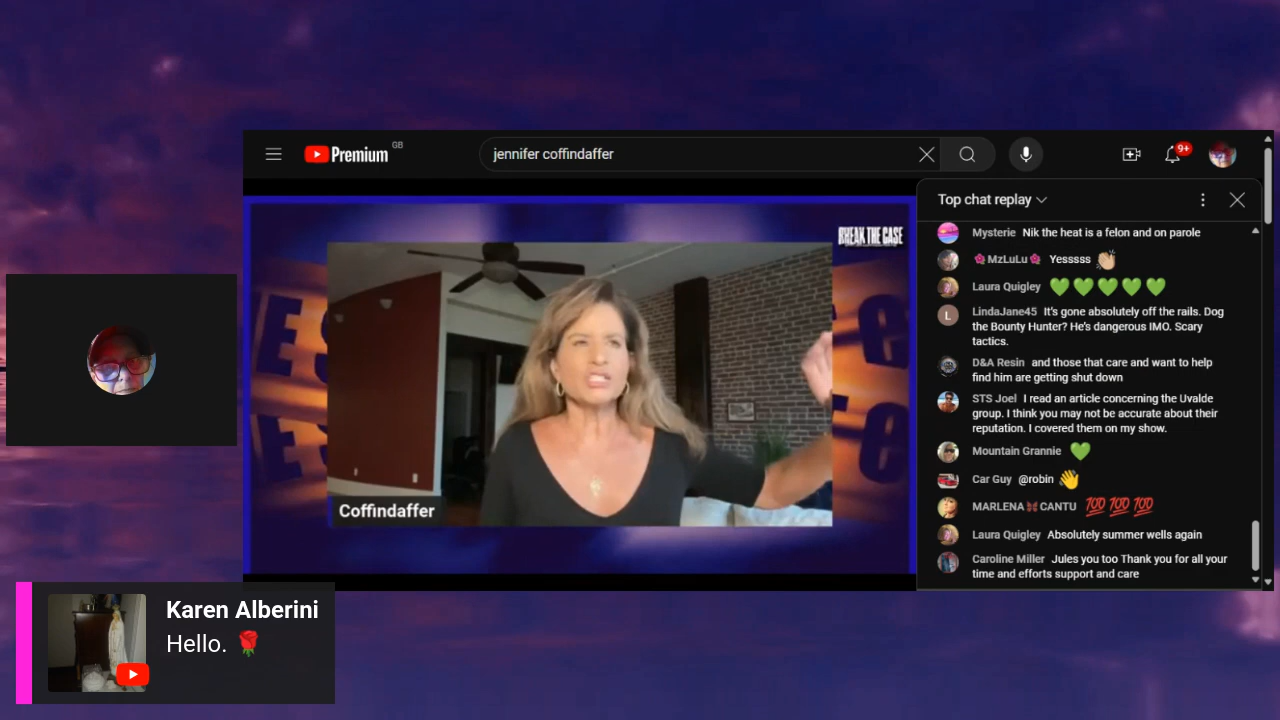 Premium GB
jennifer coffindaffer
9+
BREAK THE CASE
Coffindaffer
Top chat replay
Mysterie Nik the heat is a felon and on parole
🌺MzLuLu🌺 Yesssss 👏🏼
Laura Quigley 💚💚💚💚💚
L
LindaJane45 It's gone absolutely off the rails. Dog
the Bounty Hunter? He's dangerous IMO. Scary
tactics.
D&A Resin and those that care and want to help
find him are getting shut down
STS Joel I read an article concerning the Uvalde
group. I think you may not be accurate about their
reputation. I covered them on my show.
Mountain Grannie 💚
Car Guy @robin 👋
MARLENA🦋CANTU 💯💯💯
Laura Quigley Absolutely summer wells again
Caroline Miller Jules you too Thank you for all your
time and efforts support and care
Karen Alberini
Hello. 🌹